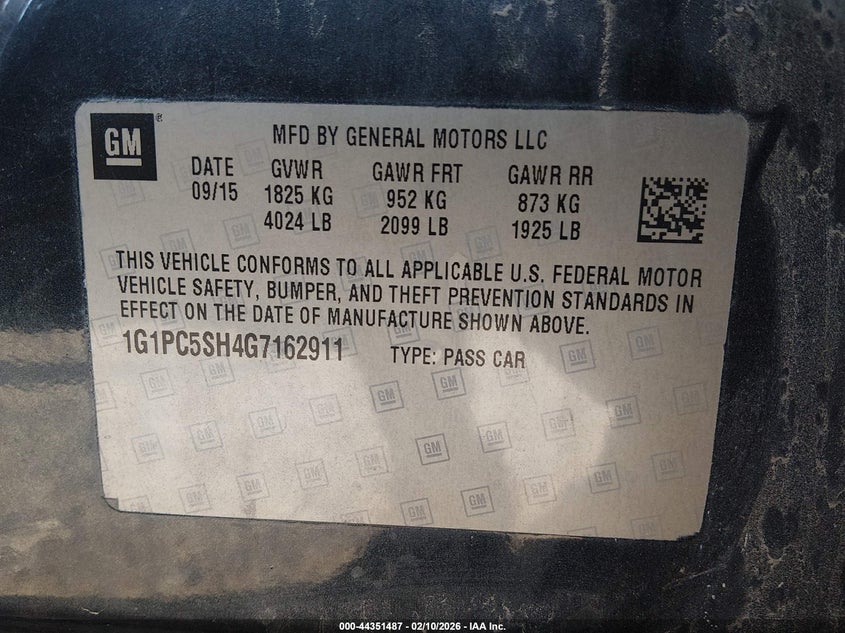 GM
MFD BY GENERAL MOTORS LLC
DATE GVWR GAWR FRT GAWR RR
09/15 1825 KG 952 KG 873 KG
4024 LB 2099 LB 1925 LB
THIS VEHICLE CONFORMS TO ALL APPLICABLE U.S. FEDERAL MOTOR
VEHICLE SAFETY, BUMPER, AND THEFT PREVENTION STANDARDS IN
EFFECT ON THE DATE OF MANUFACTURE SHOWN ABOVE.
1G1PC5SH4G7162911 TYPE: PASS CAR
000-44351487 - 02/10/2026 - IAA Inc.